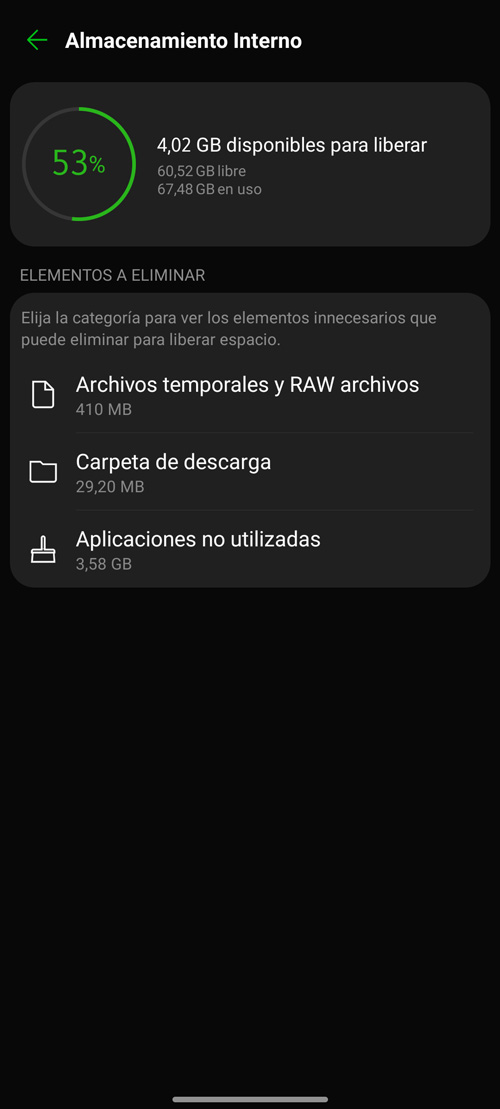 Almacenamiento Interno
53%
4,02 GB disponibles para liberar
60,52 GB libre
67,48 GB en uso
ELEMENTOS A ELIMINAR
Elija la categoría para ver los elementos innecesarios que
puede eliminar para liberar espacio.
Archivos temporales y RAW archivos
410 MB
Carpeta de descarga
29,20 MB
Aplicaciones no utilizadas
3,58 GB